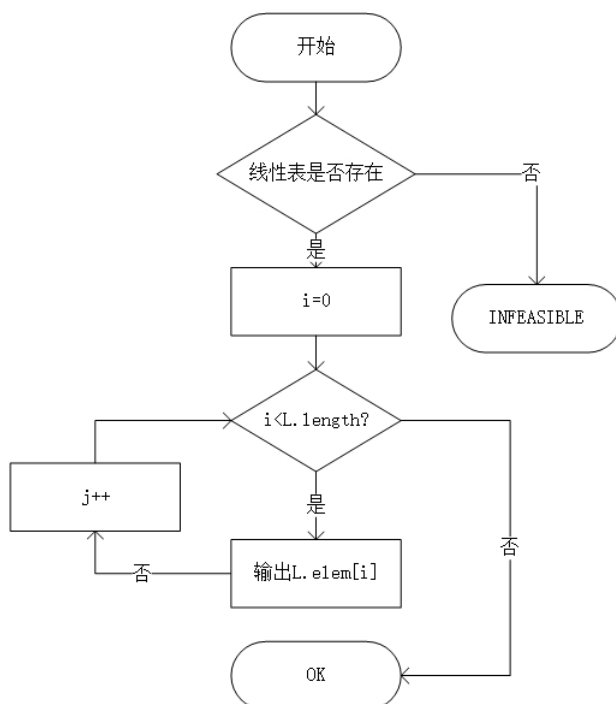 开始
线性表是否存在
否
是
i=0
INFEASIBLE
i<L.length?
j++
是
输出L.elem[i]
否
否
OK